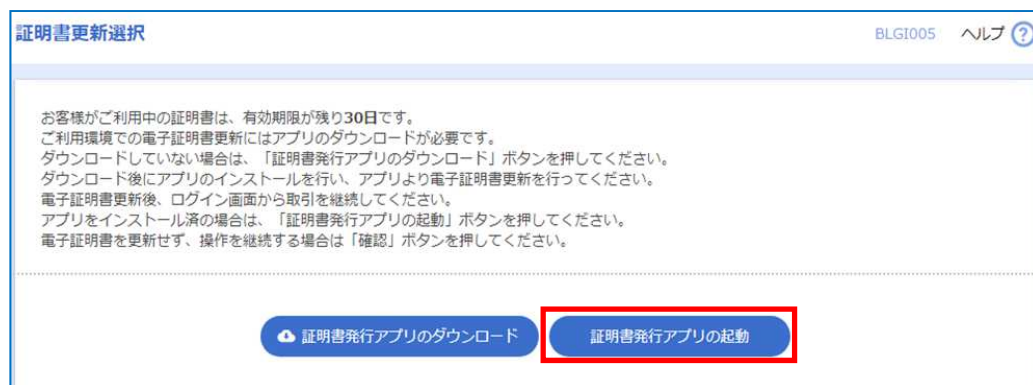 証明書更新選択
BLGI005 ヘルプ ?
お客様がご利用中の証明書は、有効期限が残り30日です。
ご利用環境での電子証明書更新にはアプリのダウンロードが必要です。
ダウンロードしていない場合は、「証明書発行アプリのダウンロード」ボタンを押してください。
ダウンロード後にアプリのインストールを行い、アプリより電子証明書更新を行ってください。
電子証明書更新後、ログイン画面から取引を継続してください。
アプリをインストール済の場合は、「証明書発行アプリの起動」ボタンを押してください。
電子証明書を更新せず、操作を継続する場合は「確認」ボタンを押してください。
証明書発行アプリのダウンロード
証明書発行アプリの起動